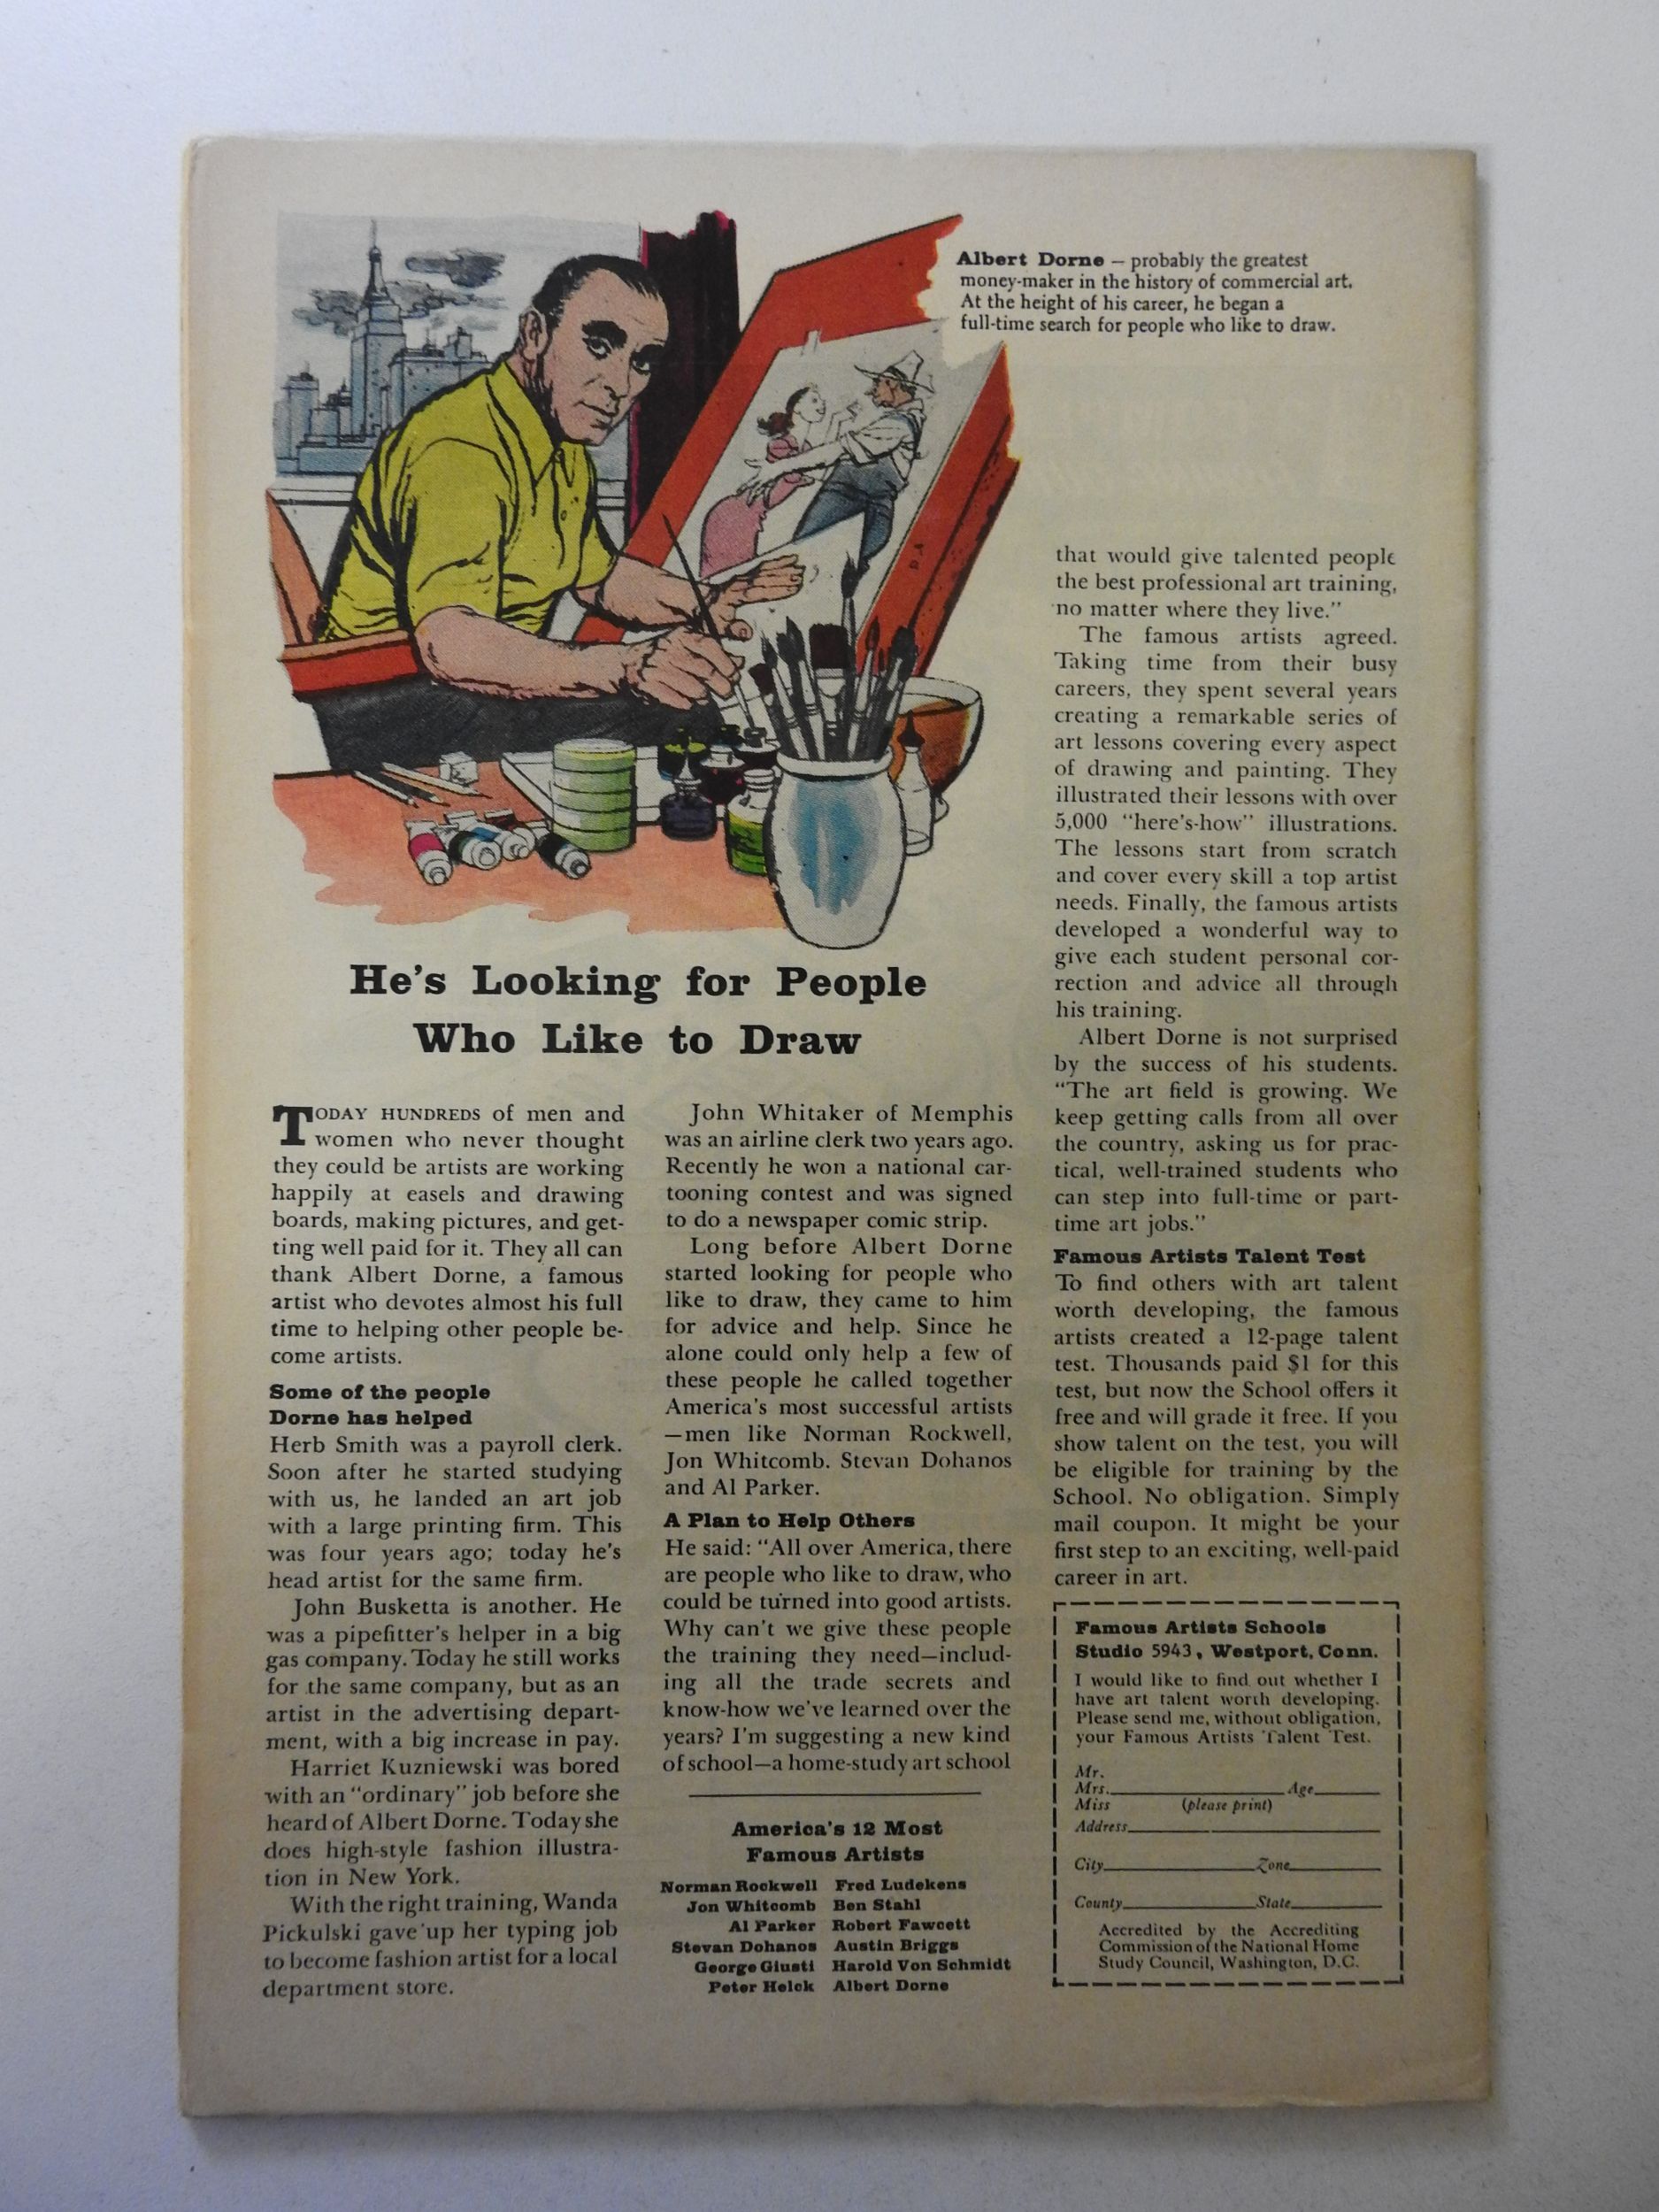 Albert Dorne — probably the greatest
money-maker in the history of commercial art.
At the height of his career, he began a
full-time search for people who like to draw.
He's Looking for People
Who Like to Draw
TODAY HUNDREDS of men and
women who never thought
they could be artists are working
happily at easels and drawing
boards, making pictures, and get-
ting well paid for it. They all can
thank Albert Dorne, a famous
artist who devotes almost his full
time to helping other people be-
come artists.
Some of the people
Dorne has helped
Herb Smith was a payroll clerk.
Soon after he started studying
with us, he landed an art job
with a large printing firm. This
was four years ago; today he's
head artist for the same firm.
John Busketta is another. He
was a pipefitter's helper in a big
gas company. Today he still works
for the same company, but as an
artist in the advertising depart-
ment, with a big increase in pay.
Harriet Kuzniewski was bored
with an "ordinary" job before she
heard of Albert Dorne. Today she
does high-style fashion illustra-
tion in New York.
With the right training, Wanda
Pickulski gave up her typing job
to become fashion artist for a local
department store.
John Whitaker of Memphis
was an airline clerk two years ago.
Recently he won a national car-
tooning contest and was signed
to do a newspaper comic strip.
Long before Albert Dorne
started looking for people who
like to draw, they came to him
for advice and help. Since he
alone could only help a few of
these people he called together
America's most successful artists
—men like Norman Rockwell,
Jon Whitcomb. Stevan Dohanos
and Al Parker.
A Plan to Help Others
He said: "All over America, there
are people who like to draw, who
could be turned into good artists.
Why can't we give these people
the training they need—includ-
ing all the trade secrets and
know-how we've learned over the
years? I'm suggesting a new kind
of school—a home-study art school
America's 12 Most
Famous Artists
Norman Rockwell Fred Ludekens
Jon Whitcomb Ben Stahl
Al Parker Robert Fawcett
Stevan Dohanos Austin Briggs
George Giusti Harold Von Schmidt
Peter Helck Albert Dorne
that would give talented people
the best professional art training,
no matter where they live."
The famous artists agreed.
Taking time from their busy
careers, they spent several years
creating a remarkable series of
art lessons covering every aspect
of drawing and painting. They
illustrated their lessons with over
5,000 "here's-how" illustrations.
The lessons start from scratch
and cover every skill a top artist
needs. Finally, the famous artists
developed a wonderful way to
give each student personal cor-
rection and advice all through
his training.
Albert Dorne is not surprised
by the success of his students.
"The art field is growing. We
keep getting calls from all over
the country, asking us for prac-
tical, well-trained students who
can step into full-time or part-
time art jobs."
Famous Artists Talent Test
To find others with art talent
worth developing, the famous
artists created a 12-page talent
test. Thousands paid $1 for this
test, but now the School offers it
free and will grade it free. If you
show talent on the test, you will
be eligible for training by the
School. No obligation. Simply
mail coupon. It might be your
first step to an exciting, well-paid
career in art.
Famous Artists Schools
Studio 5943, Westport, Conn.
I would like to find out whether I
have art talent worth developing.
Please send me, without obligation,
your Famous Artists Talent Test.
Mr.
Mrs. Age
Miss (please print)
Address
City Zone
County State
Accredited by the Accrediting
Commission of the National Home
Study Council, Washington, D.C.
D.A